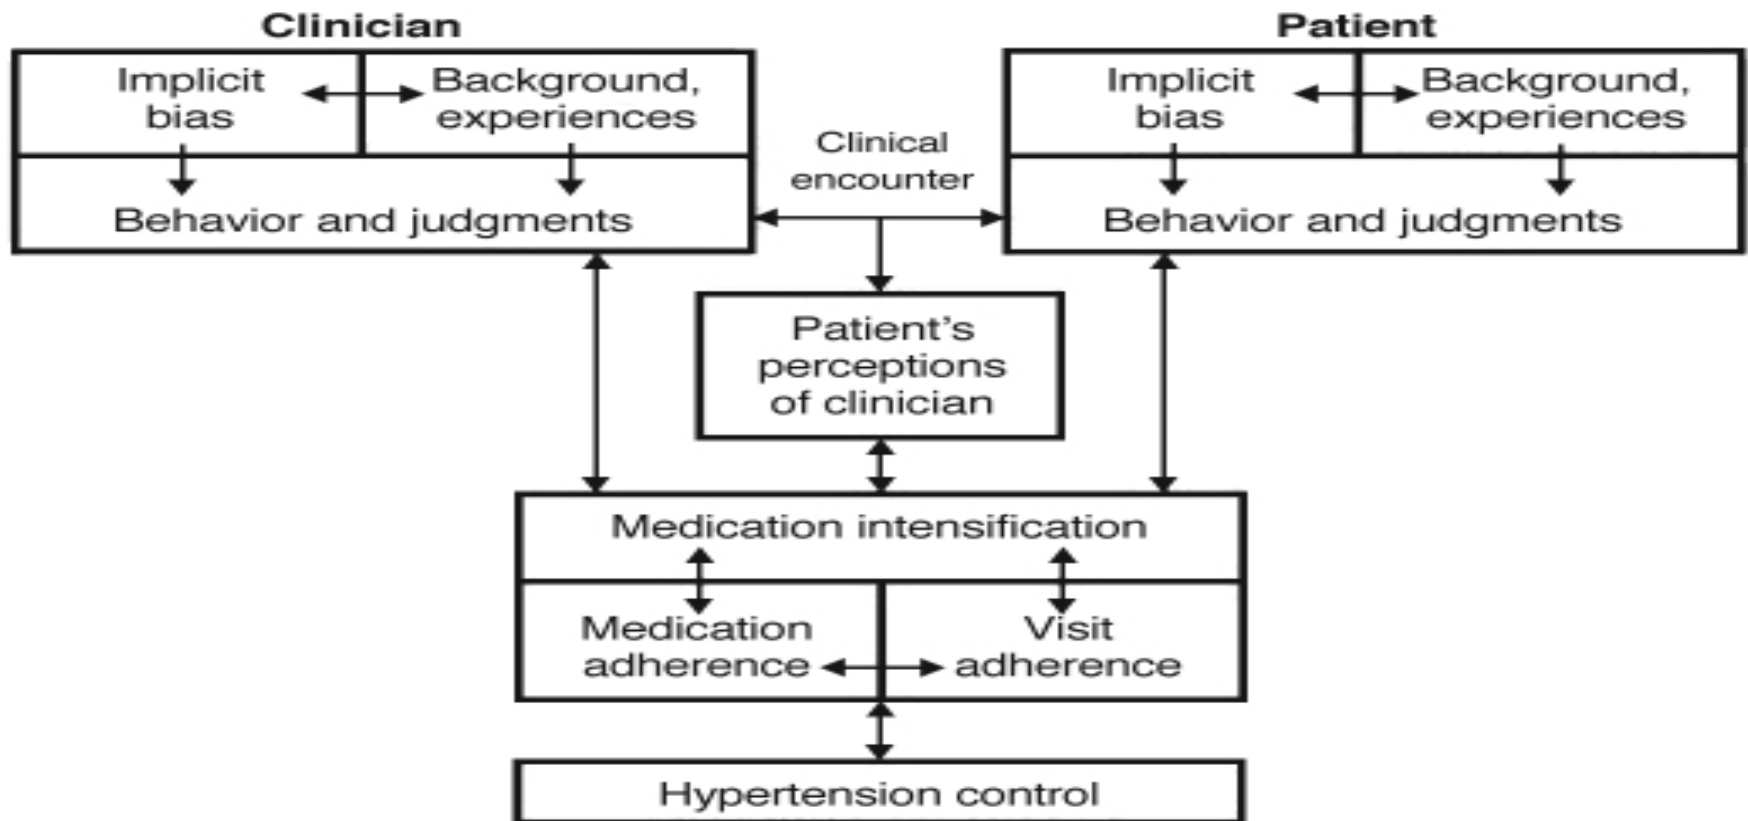 Clinician
Implicit
bias
Background,
experiences
Behavior and judgments
Clinical
encounter
Patient
Implicit
bias
Background,
experiences
Behavior and judgments
Patient’s
perceptions
of clinician
Medication intensification
Medication
adherence
Visit
adherence
Hypertension control